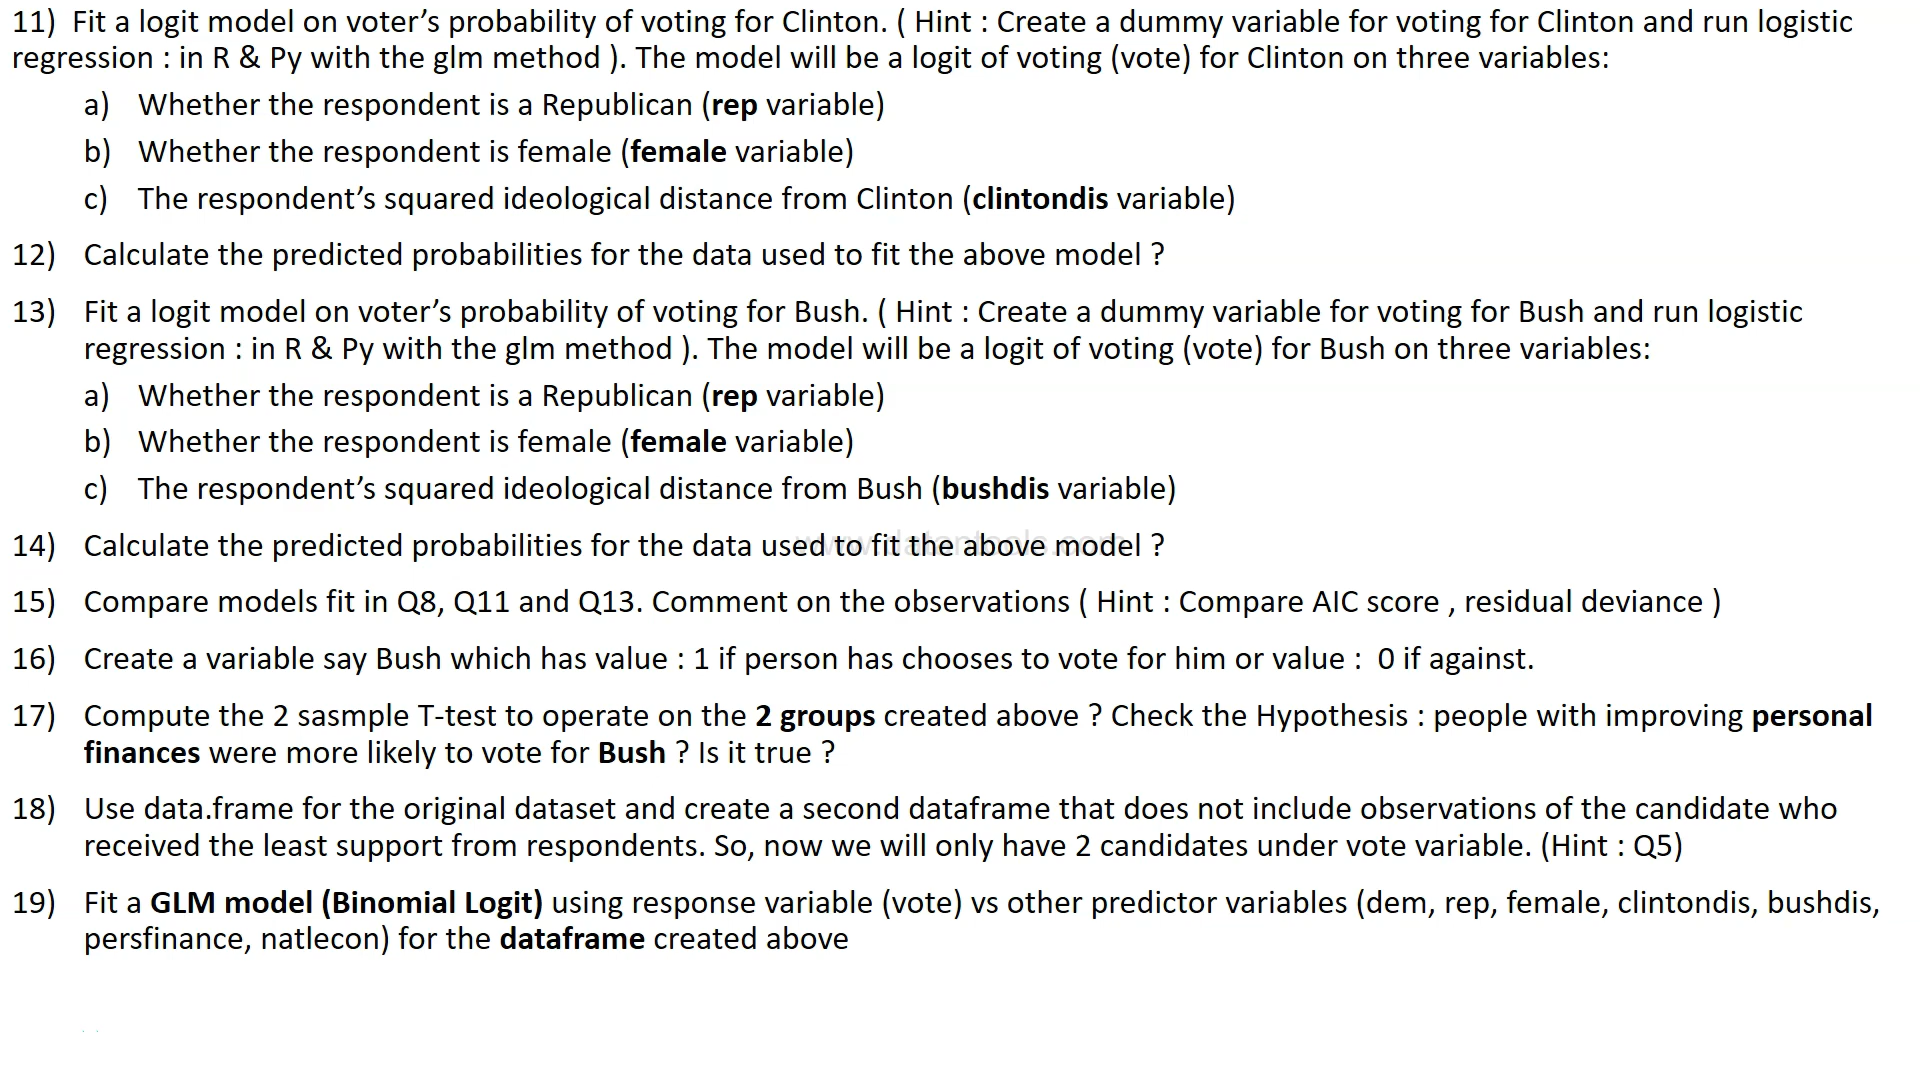 11) Fit a logit model on voter’s probability of voting for Clinton. ( Hint : Create a dummy variable for voting for Clinton and run logistic
regression : in R & Py with the glm method ). The model will be a logit of voting (vote) for Clinton on three variables:
a) Whether the respondent is a Republican (rep variable)
b) Whether the respondent is female (female variable)
c) The respondent’s squared ideological distance from Clinton (clintondis variable)
12) Calculate the predicted probabilities for the data used to fit the above model ?
13) Fit a logit model on voter’s probability of voting for Bush. ( Hint : Create a dummy variable for voting for Bush and run logistic
regression : in R & Py with the glm method ). The model will be a logit of voting (vote) for Bush on three variables:
a) Whether the respondent is a Republican (rep variable)
b) Whether the respondent is female (female variable)
c) The respondent’s squared ideological distance from Bush (bushdis variable)
14) Calculate the predicted probabilities for the data used to fit the above model ?
15) Compare models fit in Q8, Q11 and Q13. Comment on the observations ( Hint : Compare AIC score , residual deviance )
16) Create a variable say Bush which has value : 1 if person has chooses to vote for him or value : 0 if against.
17) Compute the 2 sasmple T-test to operate on the 2 groups created above ? Check the Hypothesis : people with improving personal
finances were more likely to vote for Bush ? Is it true ?
18) Use data.frame for the original dataset and create a second dataframe that does not include observations of the candidate who
received the least support from respondents. So, now we will only have 2 candidates under vote variable. (Hint : Q5)
19) Fit a GLM model (Binomial Logit) using response variable (vote) vs other predictor variables (dem, rep, female, clintondis, bushdis,
persfinance, natlecon) for the dataframe created above